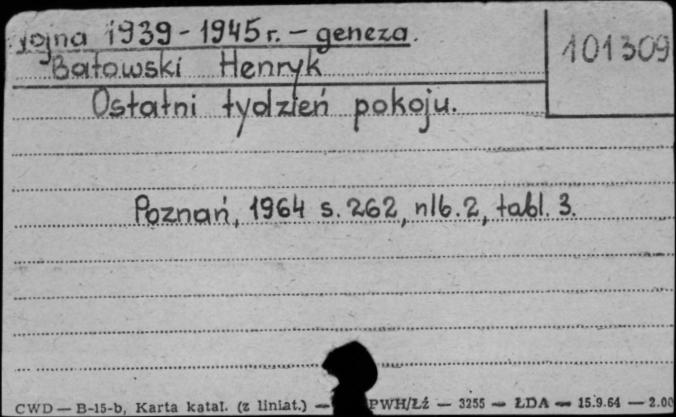 wojna 1939-1945 r. - geneza.
101309
Batowski Henryk
Ostatni tydzień pokoju.
Poznań, 1964 s. 262, nlb. 2, tabl. 3.
CWD — B-15-b, Karta katal. (z liniat.) — PWH/Łź — 3255 — ŁDA — 15.9.64 — 2.00